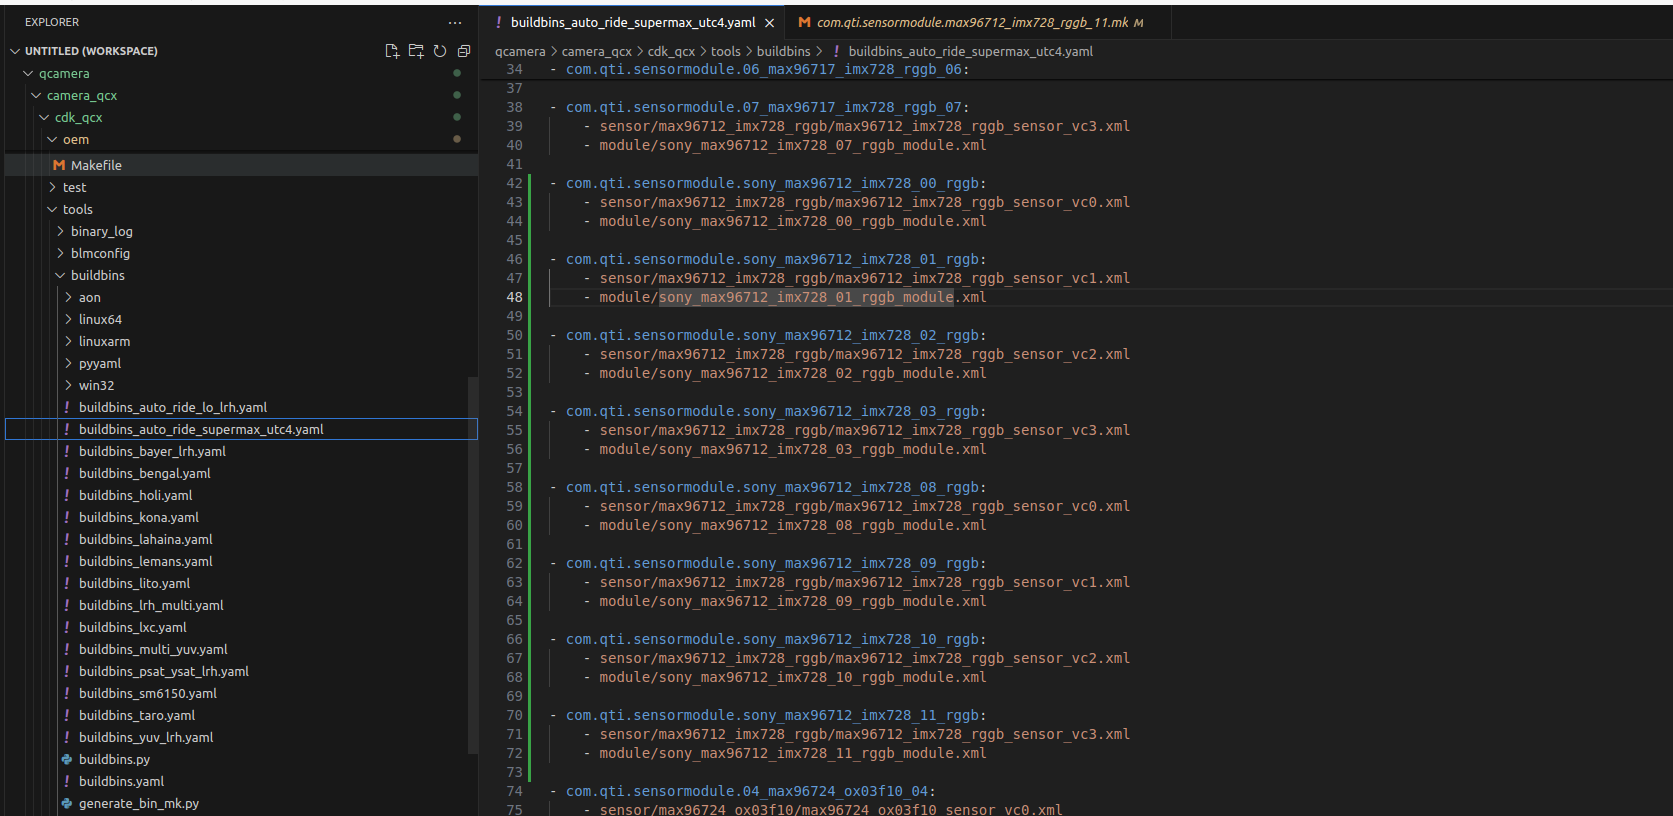 EXPLORER
UNTITLED (WORKSPACE)
qcamera
camera_qcx
cdk_qcx
oem
M Makefile
test
tools
binary_log
blmconfig
buildbins
aon
linux64
linuxarm
pyyaml
win32
! buildbins_auto_ride_lo_lrh.yaml
! buildbins_auto_ride_supermax_utc4.yaml
! buildbins_bayer_lrh.yaml
! buildbins_bengal.yaml
! buildbins_holi.yaml
! buildbins_kona.yaml
! buildbins_lahaina.yaml
! buildbins_lemans.yaml
! buildbins_lito.yaml
! buildbins_lrh_multi.yaml
! buildbins_lxc.yaml
! buildbins_multi_yuv.yaml
! buildbins_psat_ysat_lrh.yaml
! buildbins_sm6150.yaml
! buildbins_taro.yaml
! buildbins_yuv_lrh.yaml
buildbins.py
! buildbins.yaml
generate_bin_mk.py
! buildbins_auto_ride_supermax_utc4.yaml × M com.qti.sensormodule.max96712_imx728_rggb_11.mk M
qcamera > camera_qcx > cdk_qcx > tools > buildbins > ! buildbins_auto_ride_supermax_utc4.yaml
34 - com.qti.sensormodule.06_max96717_imx728_rggb_06:
37
38 - com.qti.sensormodule.07_max96717_imx728_rggb_07:
39 - sensor/max96712_imx728_rggb/max96712_imx728_rggb_sensor_vc3.xml
40 - module/sony_max96712_imx728_07_rggb_module.xml
41
42 - com.qti.sensormodule.sony_max96712_imx728_00_rggb:
43 - sensor/max96712_imx728_rggb/max96712_imx728_rggb_sensor_vc0.xml
44 - module/sony_max96712_imx728_00_rggb_module.xml
45
46 - com.qti.sensormodule.sony_max96712_imx728_01_rggb:
47 - sensor/max96712_imx728_rggb/max96712_imx728_rggb_sensor_vc1.xml
48 - module/sony_max96712_imx728_01_rggb_module.xml
49
50 - com.qti.sensormodule.sony_max96712_imx728_02_rggb:
51 - sensor/max96712_imx728_rggb/max96712_imx728_rggb_sensor_vc2.xml
52 - module/sony_max96712_imx728_02_rggb_module.xml
53
54 - com.qti.sensormodule.sony_max96712_imx728_03_rggb:
55 - sensor/max96712_imx728_rggb/max96712_imx728_rggb_sensor_vc3.xml
56 - module/sony_max96712_imx728_03_rggb_module.xml
57
58 - com.qti.sensormodule.sony_max96712_imx728_08_rggb:
59 - sensor/max96712_imx728_rggb/max96712_imx728_rggb_sensor_vc0.xml
60 - module/sony_max96712_imx728_08_rggb_module.xml
61
62 - com.qti.sensormodule.sony_max96712_imx728_09_rggb:
63 - sensor/max96712_imx728_rggb/max96712_imx728_rggb_sensor_vc1.xml
64 - module/sony_max96712_imx728_09_rggb_module.xml
65
66 - com.qti.sensormodule.sony_max96712_imx728_10_rggb:
67 - sensor/max96712_imx728_rggb/max96712_imx728_rggb_sensor_vc2.xml
68 - module/sony_max96712_imx728_10_rggb_module.xml
69
70 - com.qti.sensormodule.sony_max96712_imx728_11_rggb:
71 - sensor/max96712_imx728_rggb/max96712_imx728_rggb_sensor_vc3.xml
72 - module/sony_max96712_imx728_11_rggb_module.xml
73
74 - com.qti.sensormodule.04_max96724_ox03f10_04:
75 - sensor/max96724_ox03f10/max96724_ox03f10_sensor_vc0.xml